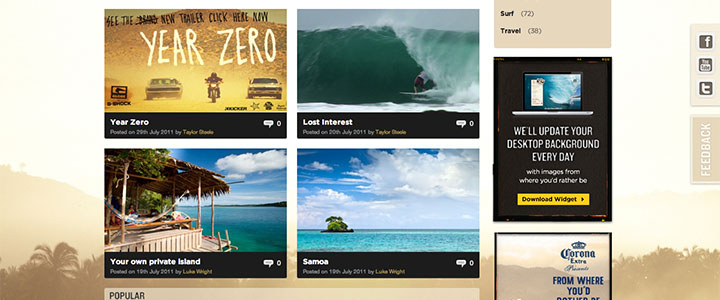 SEE THE BRAND NEW TRAILER CLICK HERE NOW
YEAR ZERO
G-SHOCK
KICKER
Year Zero
0
Posted on 29th July 2011 by Taylor Steele
Lost Interest
0
Posted on 20th July 2011 by Taylor Steele
Your own private island
0
Posted on 19th July 2011 by Luke Wright
Samoa
0
Posted on 19th July 2011 by Luke Wright
POPULAR
Surf (72)
Travel (38)
WE'LL UPDATE YOUR
DESKTOP BACKGROUND
EVERY DAY
with images from
where you'd rather be
Download Widget
Corona
Extra
Presents
FROM WHERE
YOU'D
RATHER BE
f
You
Tube
t
FEEDBACK